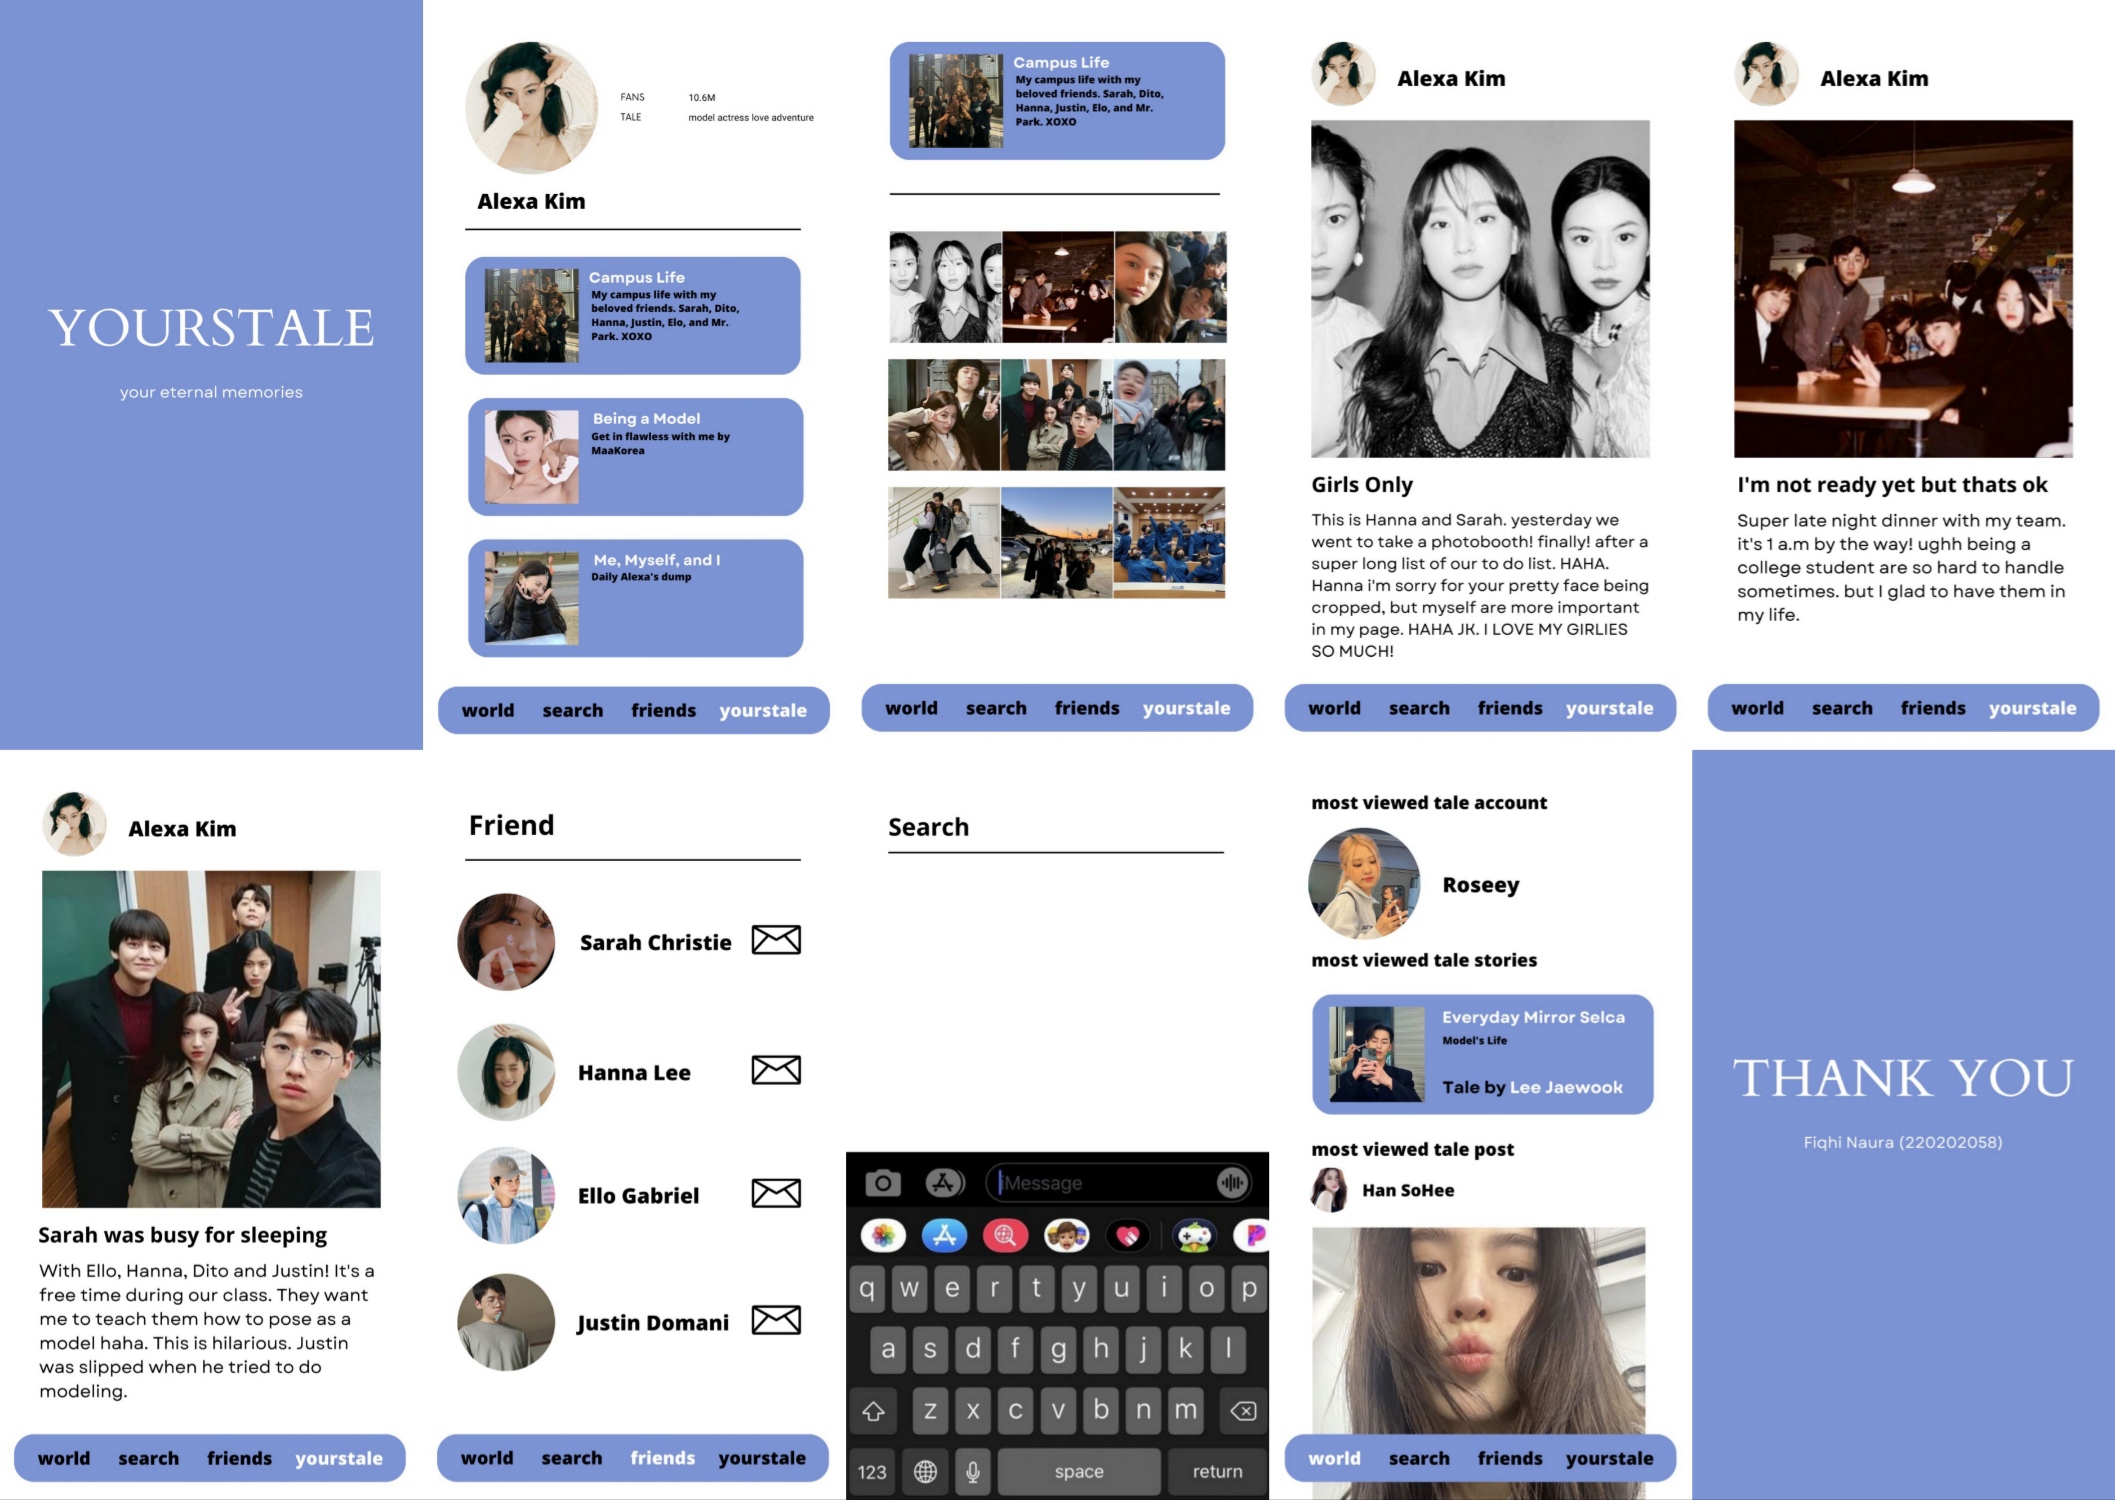 YOURSTALE
your eternal memories
FANS 10.6M
TALE model actress love adventure
Alexa Kim
Campus Life
My campus life with my
beloved friends. Sarah, Dito,
Hanna, Justin, Elo, and Mr.
Park. XOXO
Being a Model
Get in flawless with me by
MaaKorea
Me, Myself, and I
Daily Alexa's dump
world search friends yourstale
Campus Life
My campus life with my
beloved friends. Sarah, Dito,
Hanna, Justin, Elo, and Mr.
Park. XOXO
world search friends yourstale
Alexa Kim
Girls Only
This is Hanna and Sarah. yesterday we
went to take a photobooth! finally! after a
super long list of our to do list. HAHA.
Hanna i'm sorry for your pretty face being
cropped, but myself are more important
in my page. HAHA JK. I LOVE MY GIRLIES
SO MUCH!
world search friends yourstale
Alexa Kim
I'm not ready yet but thats ok
Super late night dinner with my team.
it's 1 a.m by the way! ughh being a
college student are so hard to handle
sometimes. but I glad to have them in
my life.
world search friends yourstale
Alexa Kim
Sarah was busy for sleeping
With Ello, Hanna, Dito and Justin! It's a
free time during our class. They want
me to teach them how to pose as a
model haha. This is hilarious. Justin
was slipped when he tried to do
modeling.
world search friends yourstale
Friend
Sarah Christie
Hanna Lee
Ello Gabriel
Justin Domani
world search friends yourstale
Search
iMessage
q w e r t y u i o p
a s d f g h j k l
z x c v b n m
123 space return
most viewed tale account
Roseey
most viewed tale stories
Everyday Mirror Selca
Model's Life
Tale by Lee Jaewook
most viewed tale post
Han SoHee
world search friends yourstale
THANK YOU
Fiqhi Naura (220202058)